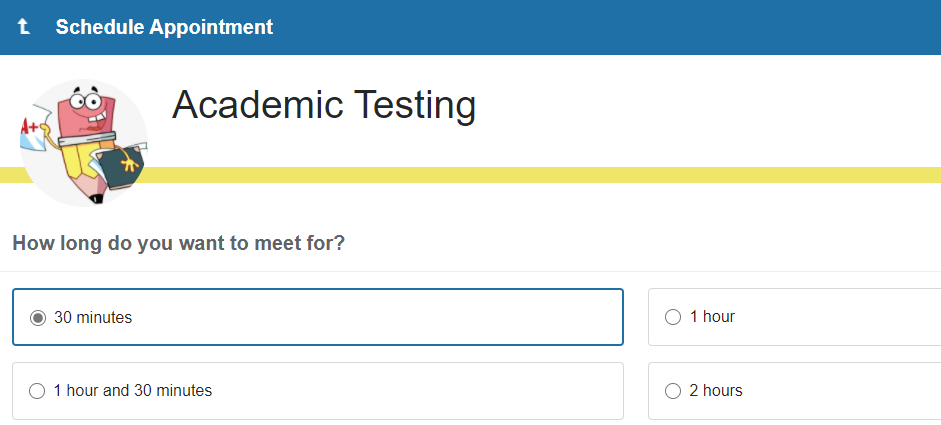 Schedule Appointment
Academic Testing
A+
How long do you want to meet for?
30 minutes
1 hour
1 hour and 30 minutes
2 hours